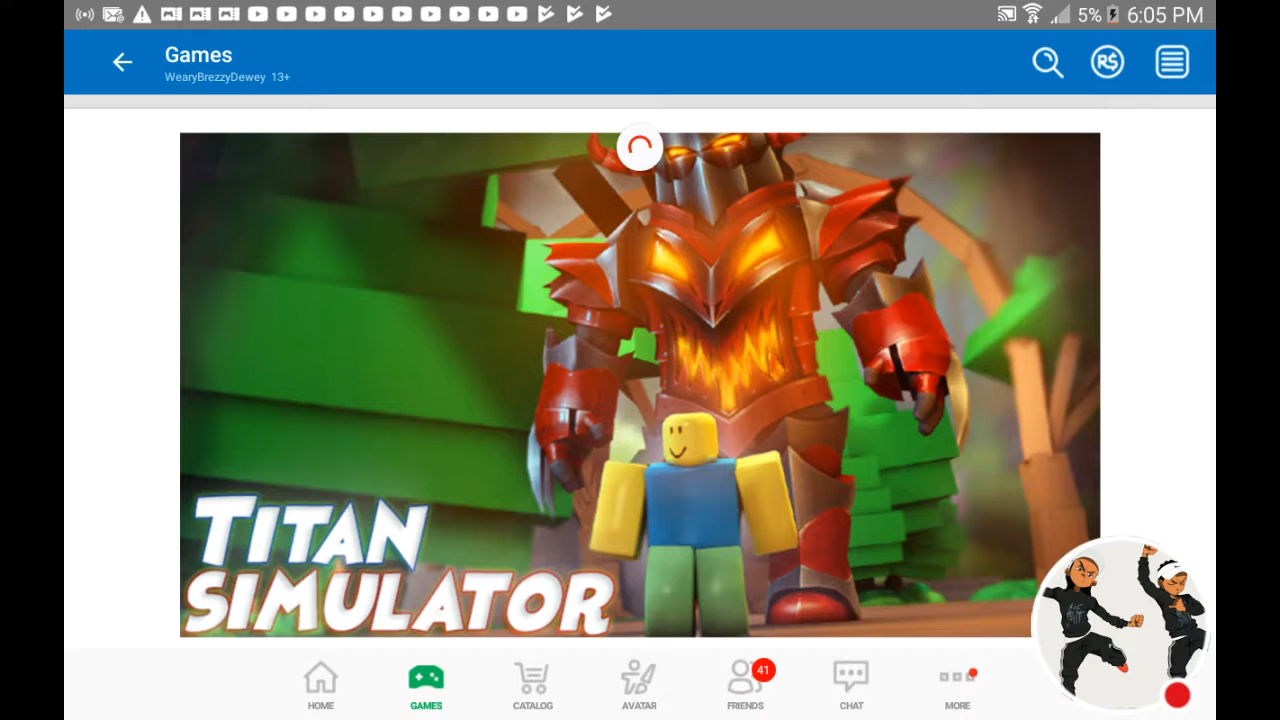 5% 6:05 PM
Games
WearyBrezzyDewey 13+
R$
TITAN
SIMULATOR
41
HOME
GAMES
CATALOG
AVATAR
FRIENDS
CHAT
MORE